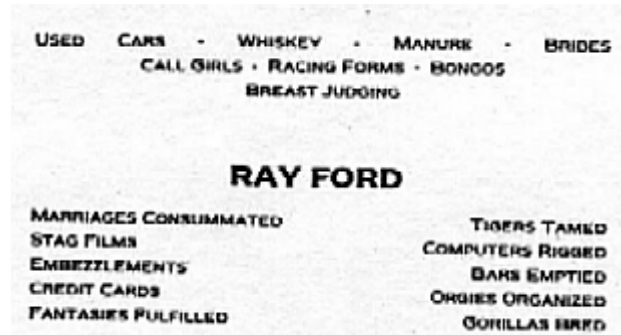 USED CARS - WHISKEY - MANURE - BRIDES
CALL GIRLS - RACING FORMS - BONGOS
BREAST JUDGING
RAY FORD
MARRIAGES CONSUMMATED
STAG FILMS
EMBEZZLEMENTS
CREDIT CARDS
FANTASIES FULFILLED
TIGERS TAMED
COMPUTERS RIGGED
BARS EMPTIED
ORGIES ORGANIZED
GORILLAS BRED